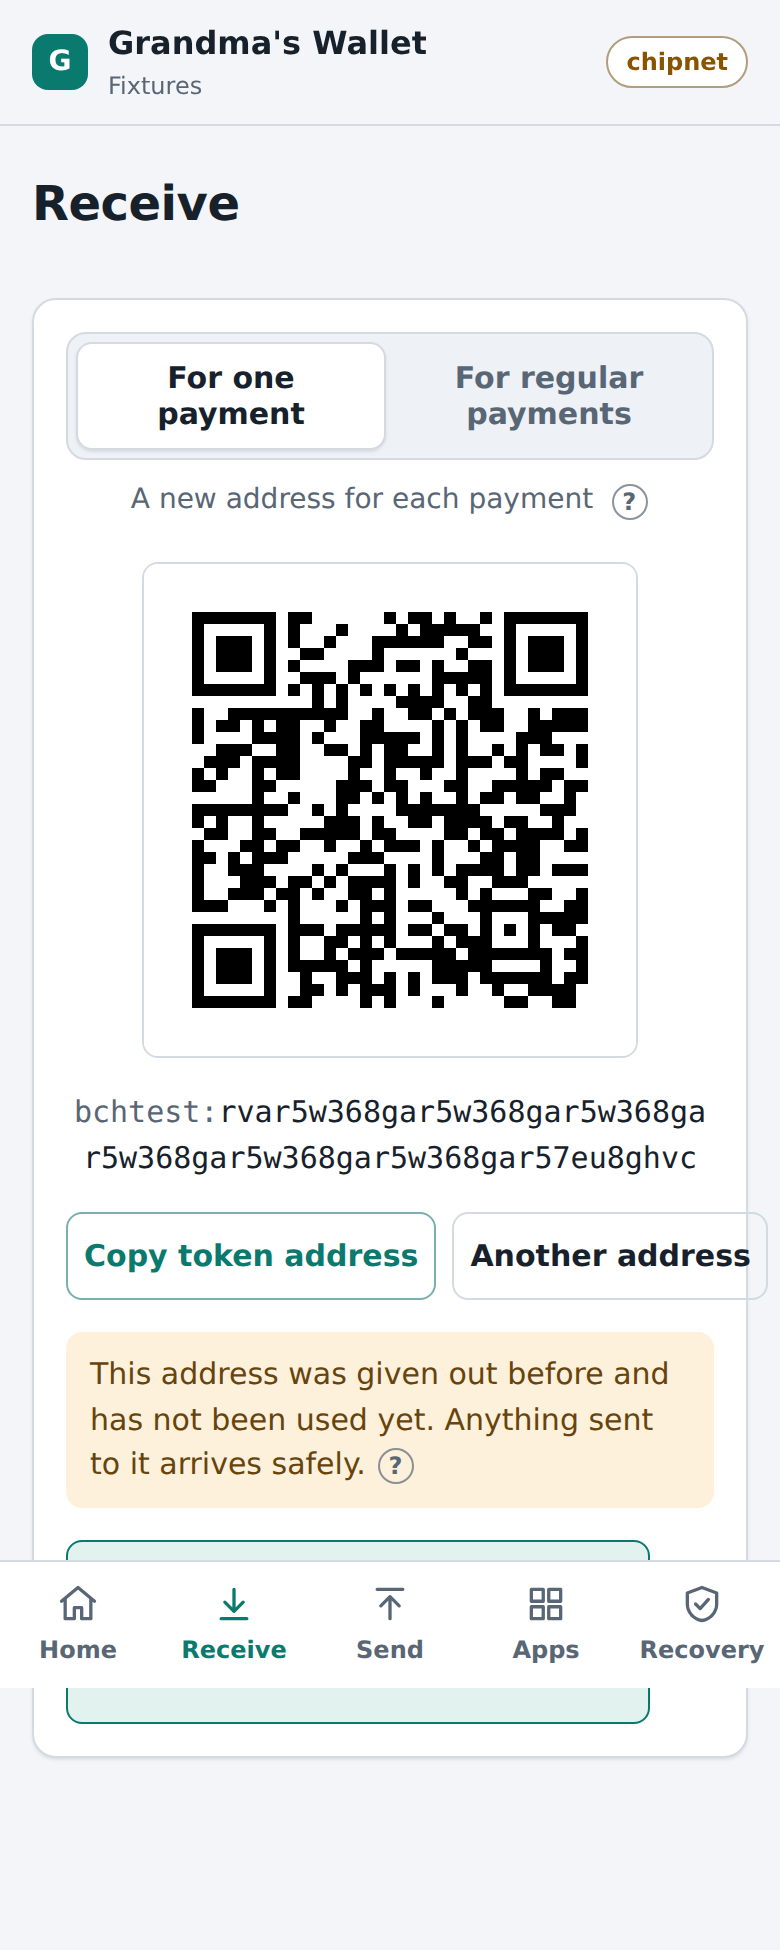 G
Grandma's Wallet
Fixtures
chipnet
Receive
For one
payment
For regular
payments
A new address for each payment ?
bchtest:rvar5w368gar5w368gar5w368ga
r5w368gar5w368gar5w368gar57eu8ghvc
Copy token address
Another address
This address was given out before and
has not been used yet. Anything sent
to it arrives safely. ?
Home
Receive
Send
Apps
Recovery